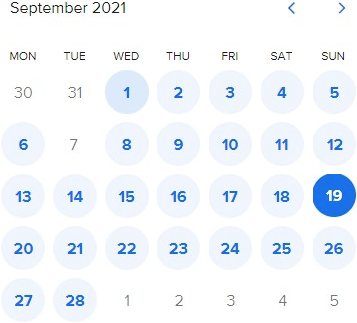 September 2021
MON TUE WED THU FRI SAT SUN
30 31 1 2 3 4 5
6 7 8 9 10 11 12
13 14 15 16 17 18 19
20 21 22 23 24 25 26
27 28 1 2 3 4 5